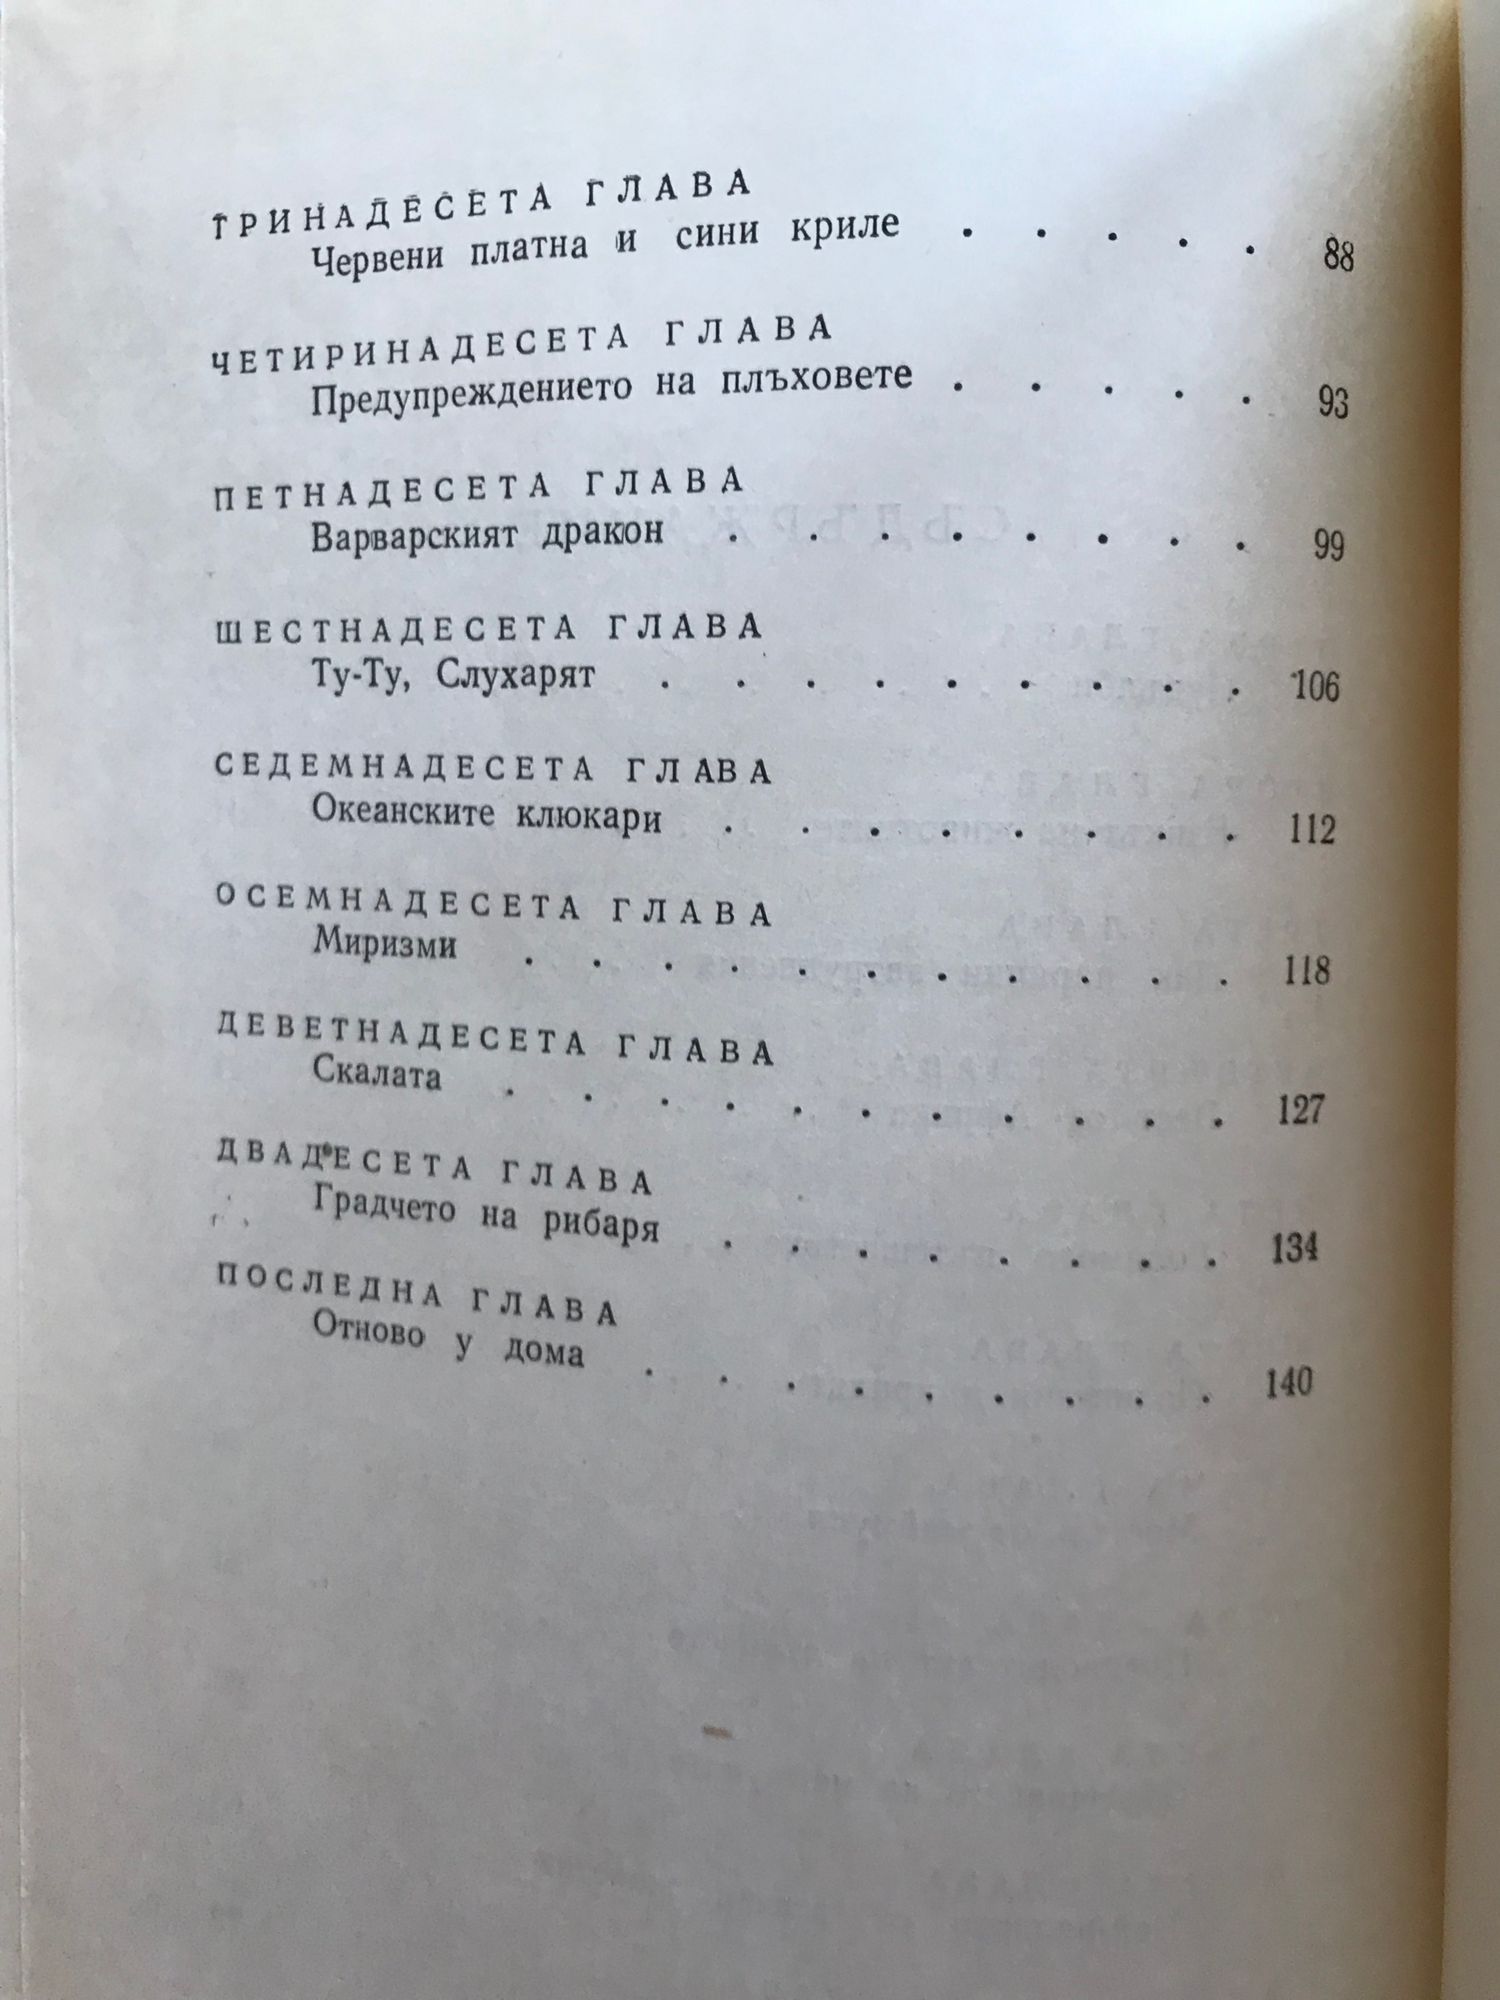 ТРИНАДЕСЕТА ГЛАВА
Червени платна и сини криле . . . . . 88
ЧЕТИРИНАДЕСЕТА ГЛАВА
Предупреждението на плъховете . . . . . 93
ПЕТНАДЕСЕТА ГЛАВА
Варварският дракон . . . . . . . . 99
ШЕСТНАДЕСЕТА ГЛАВА
Ту-Ту, Слухарят . . . . . . . . . 106
СЕДЕМНАДЕСЕТА ГЛАВА
Океанските клюкари . . . . . . . . 112
ОСЕМНАДЕСЕТА ГЛАВА
Миризми . . . . . . . . . . . 118
ДЕВЕТНАДЕСЕТА ГЛАВА
Скалата . . . . . . . . . . . 127
ДВАДЕСЕТА ГЛАВА
Градчето на рибаря . . . . . . . . 134
ПОСЛЕДНА ГЛАВА
Отново у дома . . . . . . . . . 140